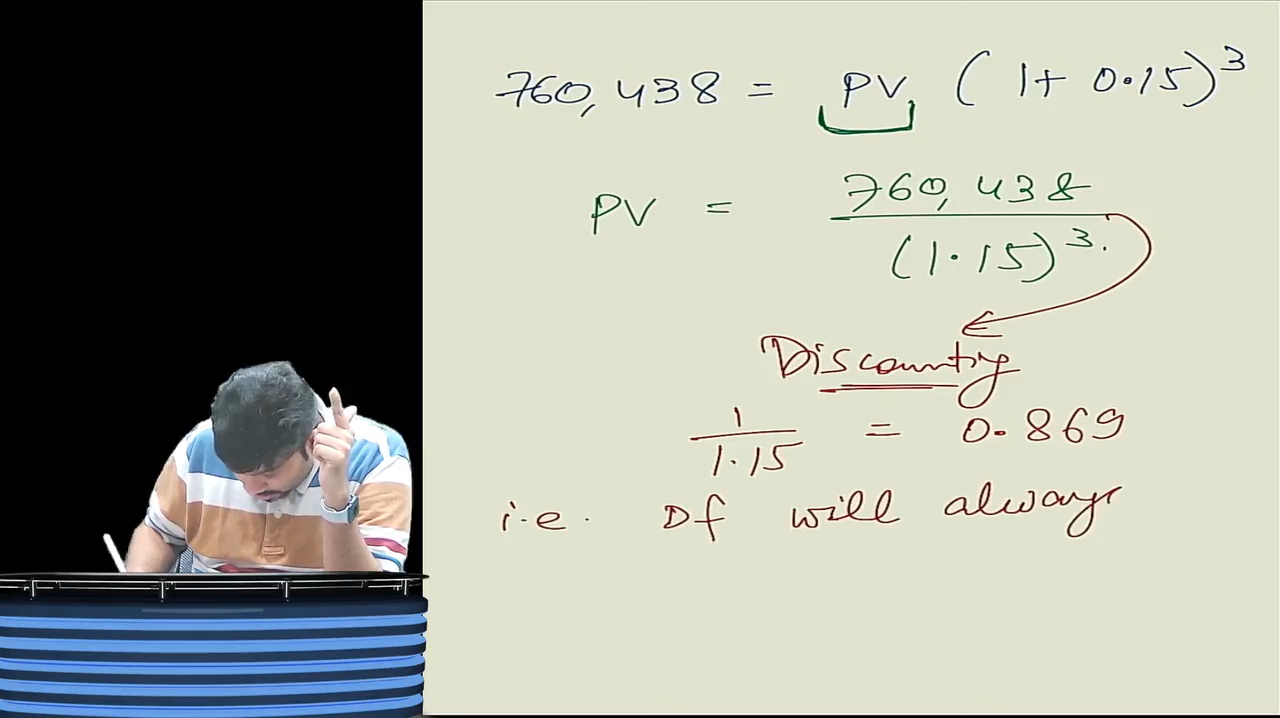 760,438 = PV (1+ 0.15)^3
PV = 760,438 / (1.15)^3.
Discounting
1/1.15 = 0.869
i.e. Df will always